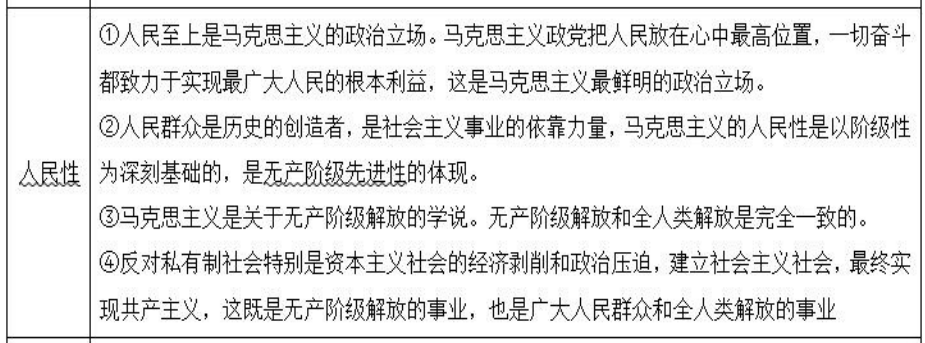 ①人民至上是马克思主义的政治立场。马克思主义政党把人民放在心中最高位置，一切奋斗
都致力于实现最广大人民的根本利益，这是马克思主义最鲜明的政治立场。
②人民群众是历史的创造者，是社会主义事业的依靠力量，马克思主义的人民性是以阶级性
人民性
为深刻基础的，是无产阶级先进性的体现。
③马克思主义是关于无产阶级解放的学说。无产阶级解放和全人类解放是完全一致的。
④反对私有制社会特别是资本主义社会的经济剥削和政治压迫，建立社会主义社会，最终实
现共产主义，这既是无产阶级解放的事业，也是广大人民群众和全人类解放的事业